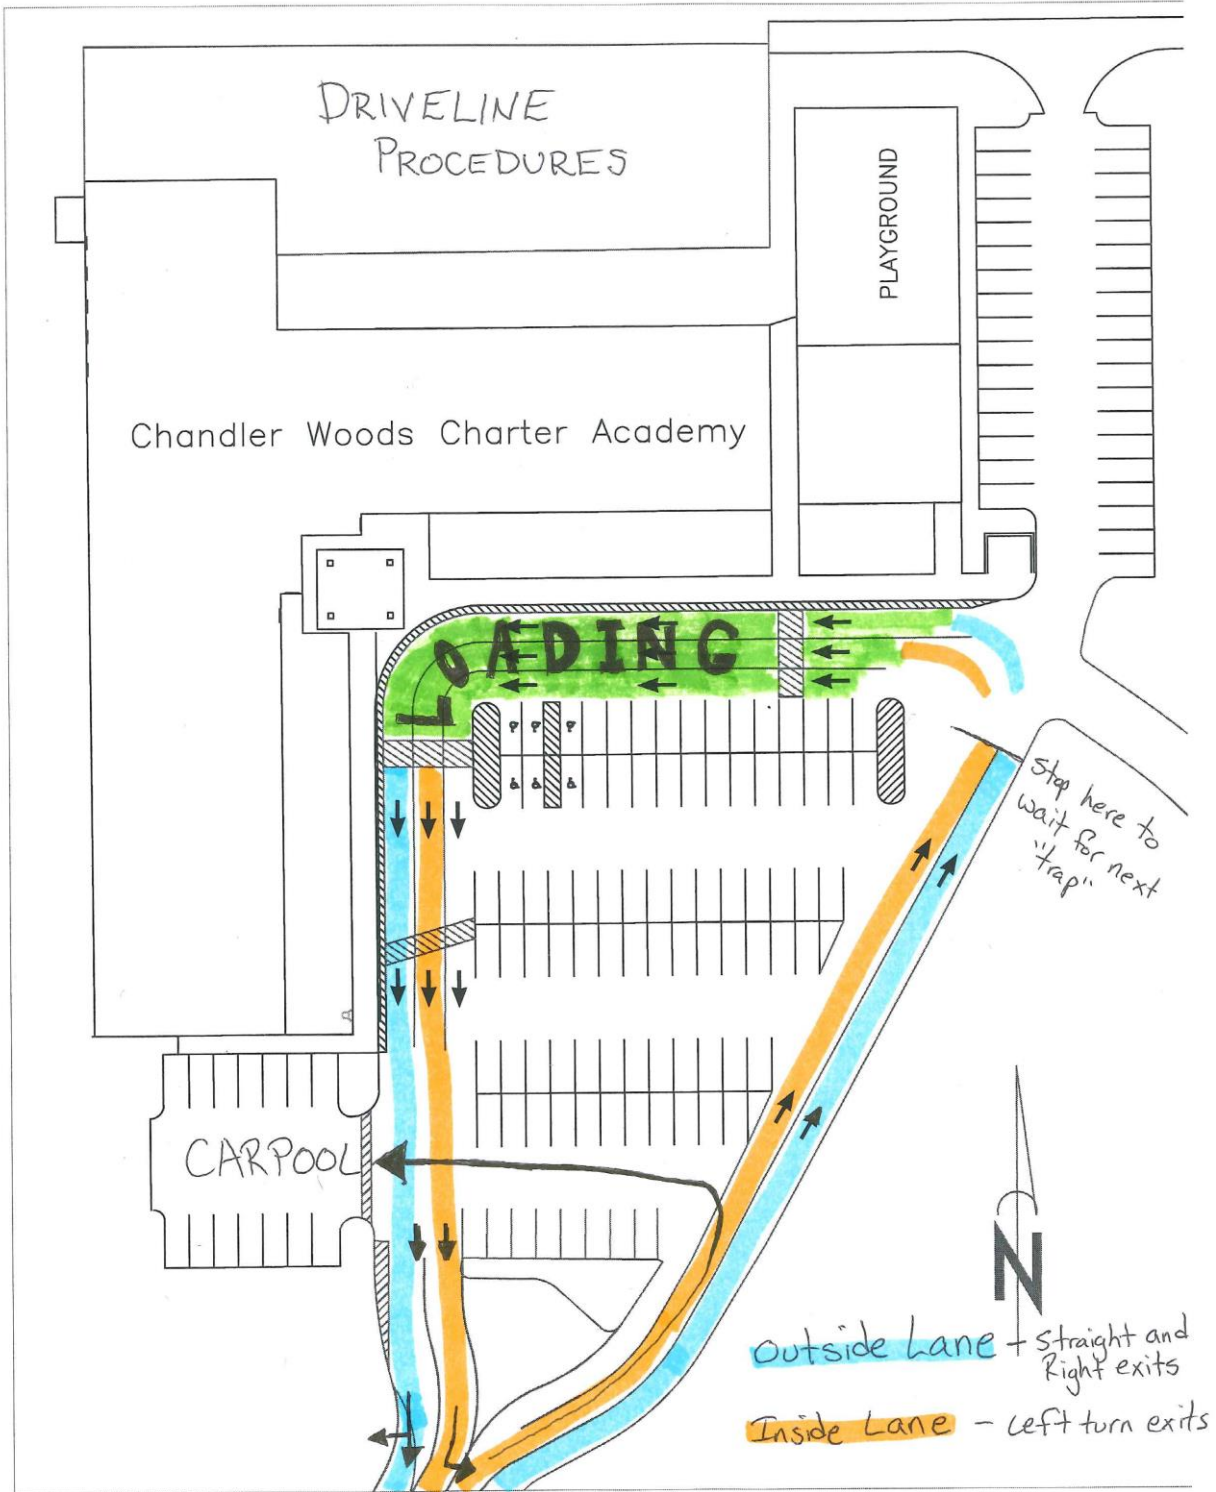 DRIVELINE
PROCEDURES
PLAYGROUND
Chandler Woods Charter Academy
LOADING
Stop here to
wait for next
"trap"
CARPOOL
N
Outside Lane - Straight and
Right exits
Inside Lane - Left turn exits